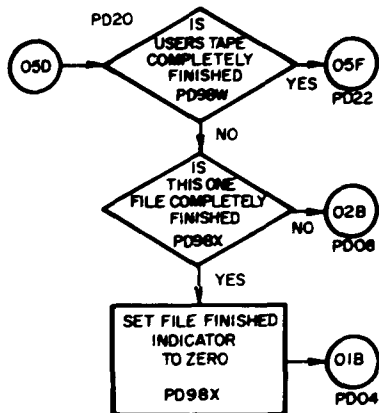 PD20
05D
IS
USERS TAPE
COMPLETELY
FINISHED
PD98W
YES
05F
PD22
NO
IS
THIS ONE
FILE COMPLETELY
FINISHED
PD98X
NO
02B
PD08
YES
SET FILE FINISHED
INDICATOR
TO ZERO
PD98X
01B
PD04